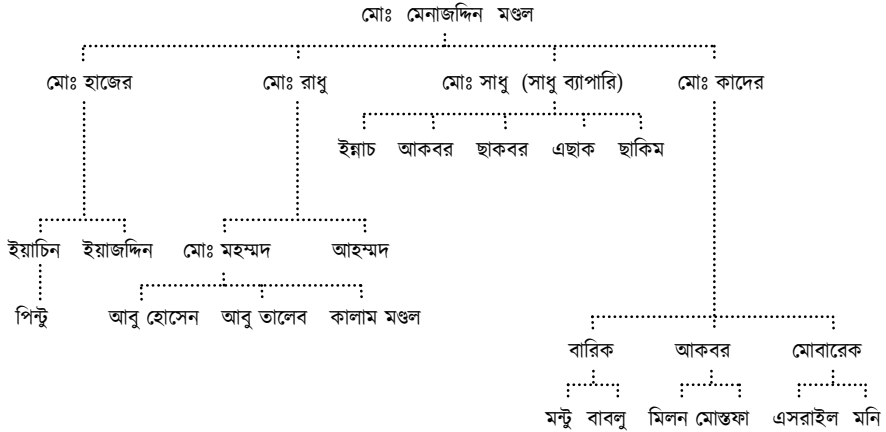 মোঃ মেনাজদ্দিন মণ্ডল
মোঃ হাজের মোঃ রাধু মোঃ সাধু (সাধু ব্যাপারি) মোঃ কাদের
ইন্নাচ আকবর ছাকবর এছাক ছাকিম
ইয়াচিন ইয়াজদ্দিন মোঃ মহম্মদ আহম্মদ
পিন্টু আবু হোসেন আবু তালেব কালাম মণ্ডল
বারিক আকবর মোবারেক
মন্টু বাবলু মিলন মোস্তফা এসরাইল মনি